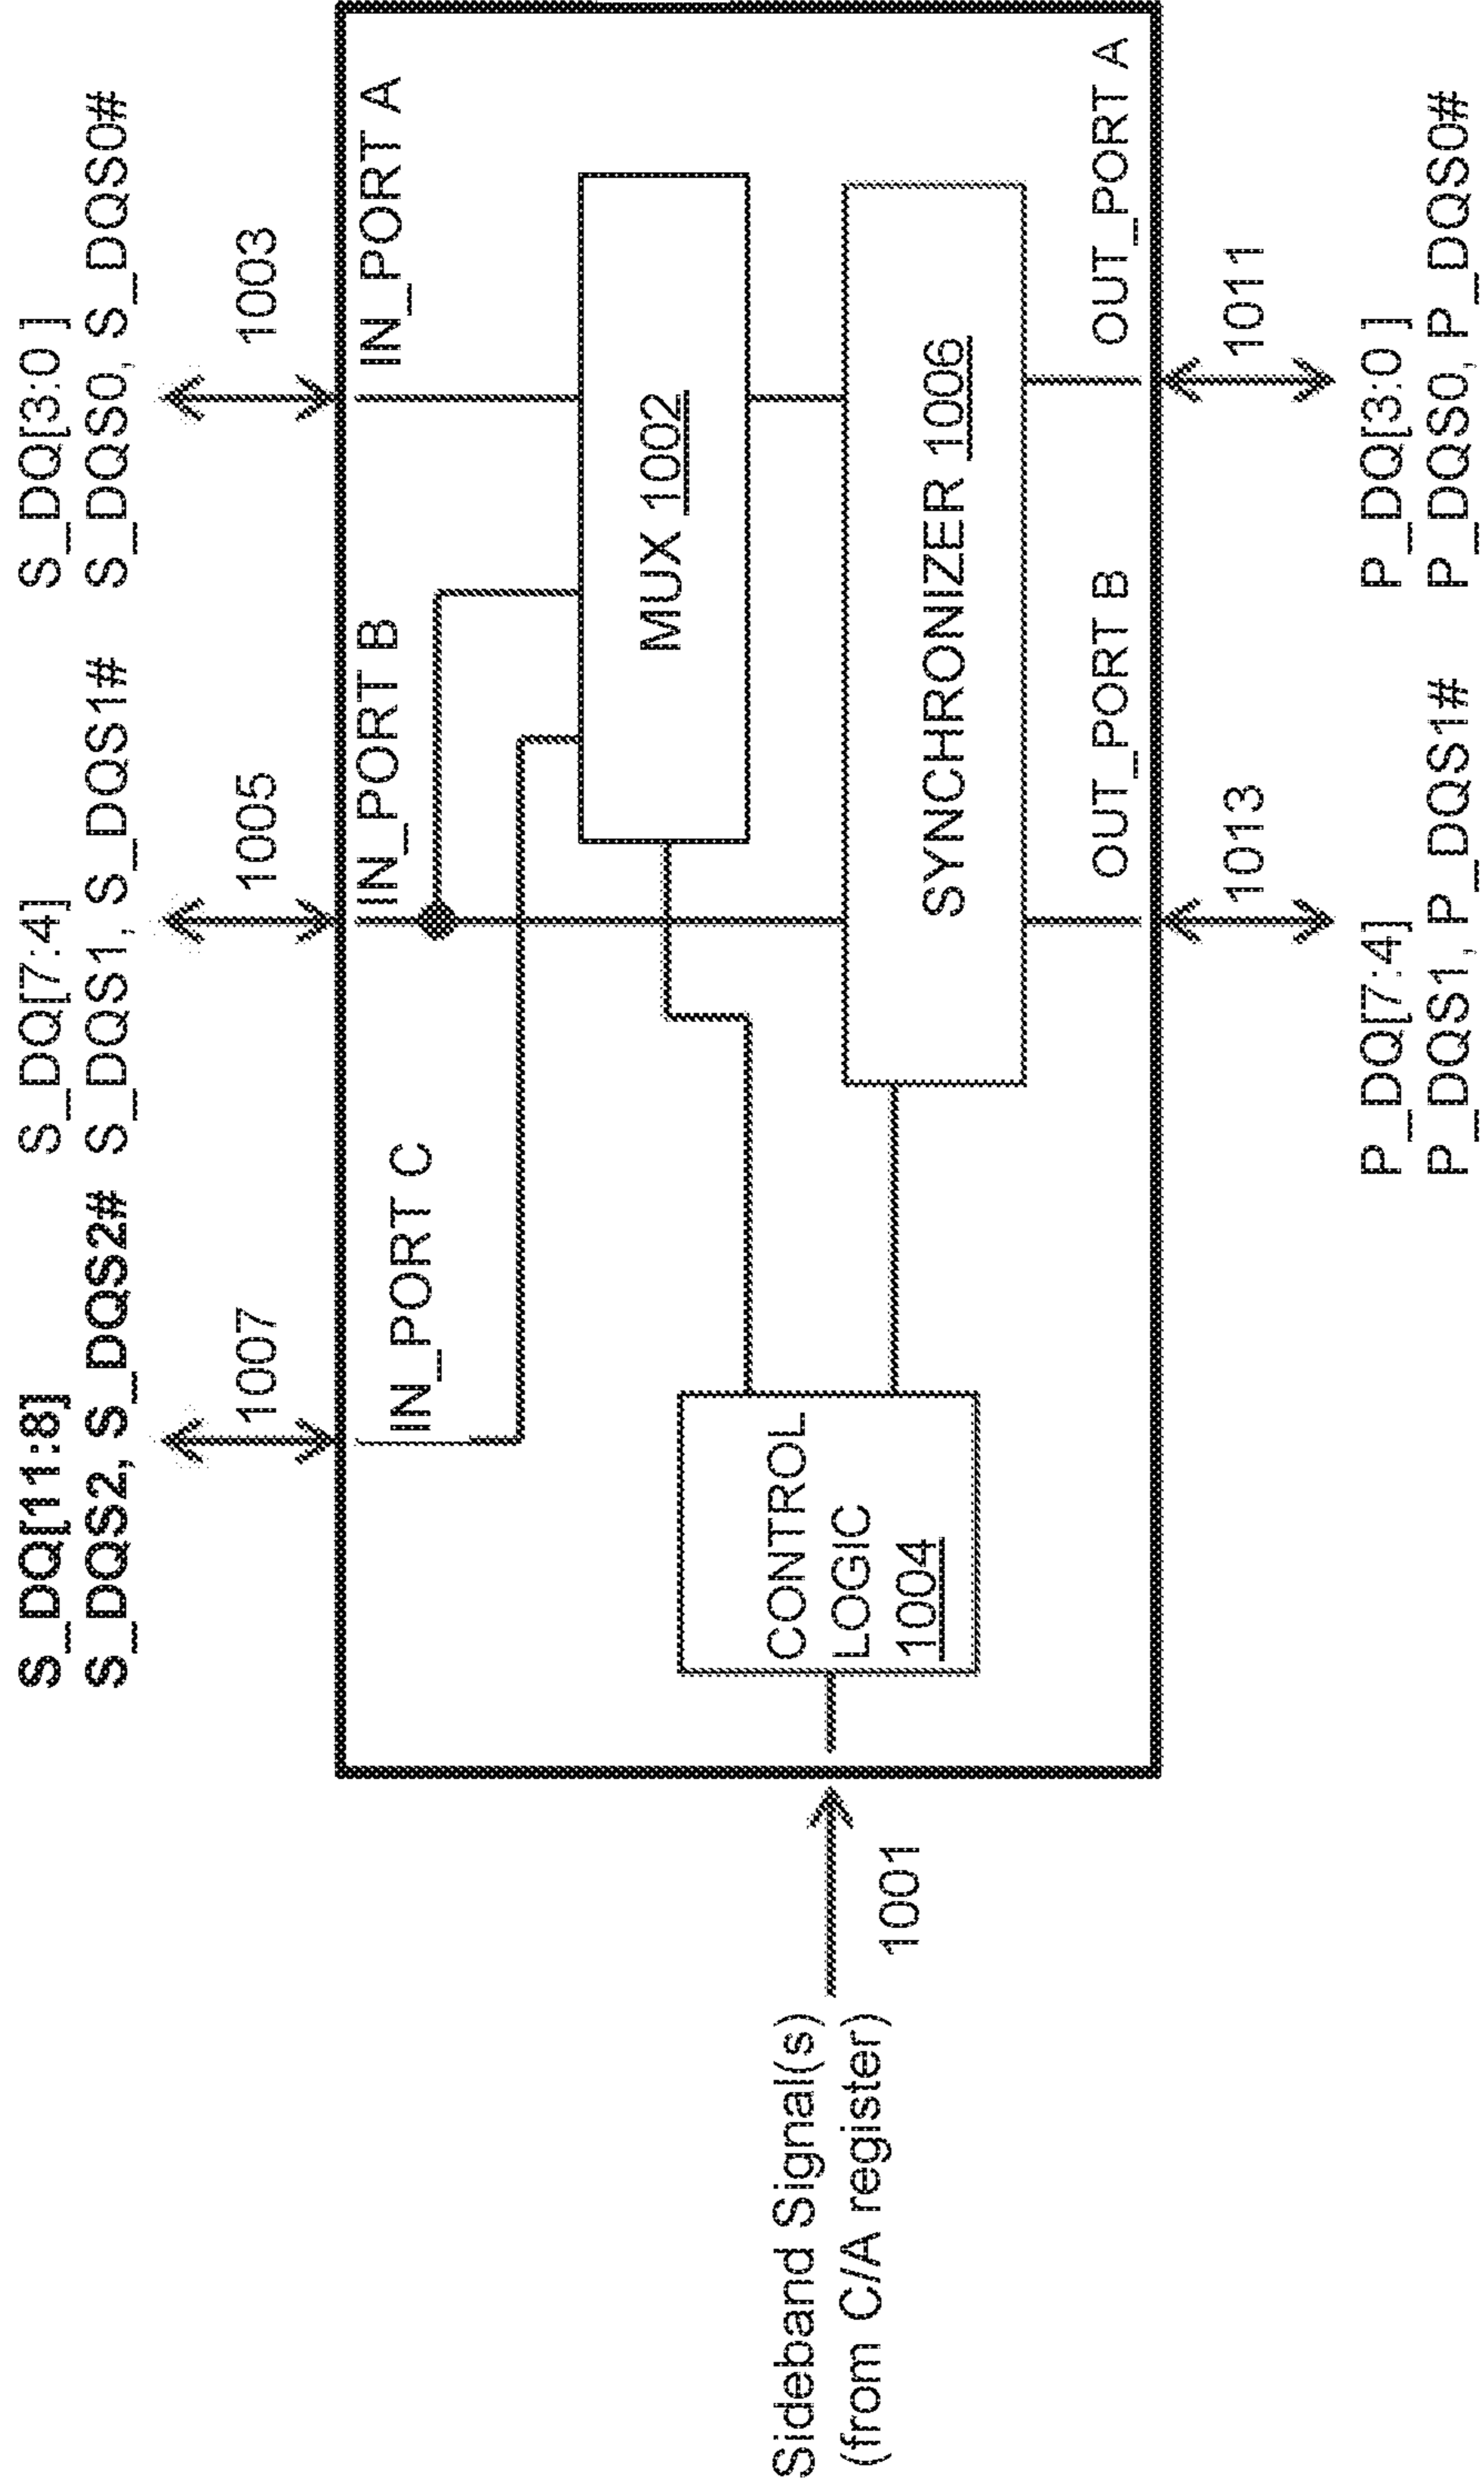 S_DQ[11:8]
S_DQS2, S_DQS2#
S_DQ[7:4]
S_DQS1, S_DQS1#
S_DQ[3:0 ]
S_DQS0, S_DQS0#
1007
1005
1003
IN_PORT C
IN_PORT B
IN_PORT A
MUX 1002
CONTROL
LOGIC
1004
SYNCHRONIZER 1006
Sideband Signal(s)
(from C/A register)
1001
OUT_PORT B
OUT_PORT A
1013
1011
P_DQ[7:4]
P_DQS1, P_DQS1#
P_DQ[3:0 ]
P_DQS0, P_DQS0#